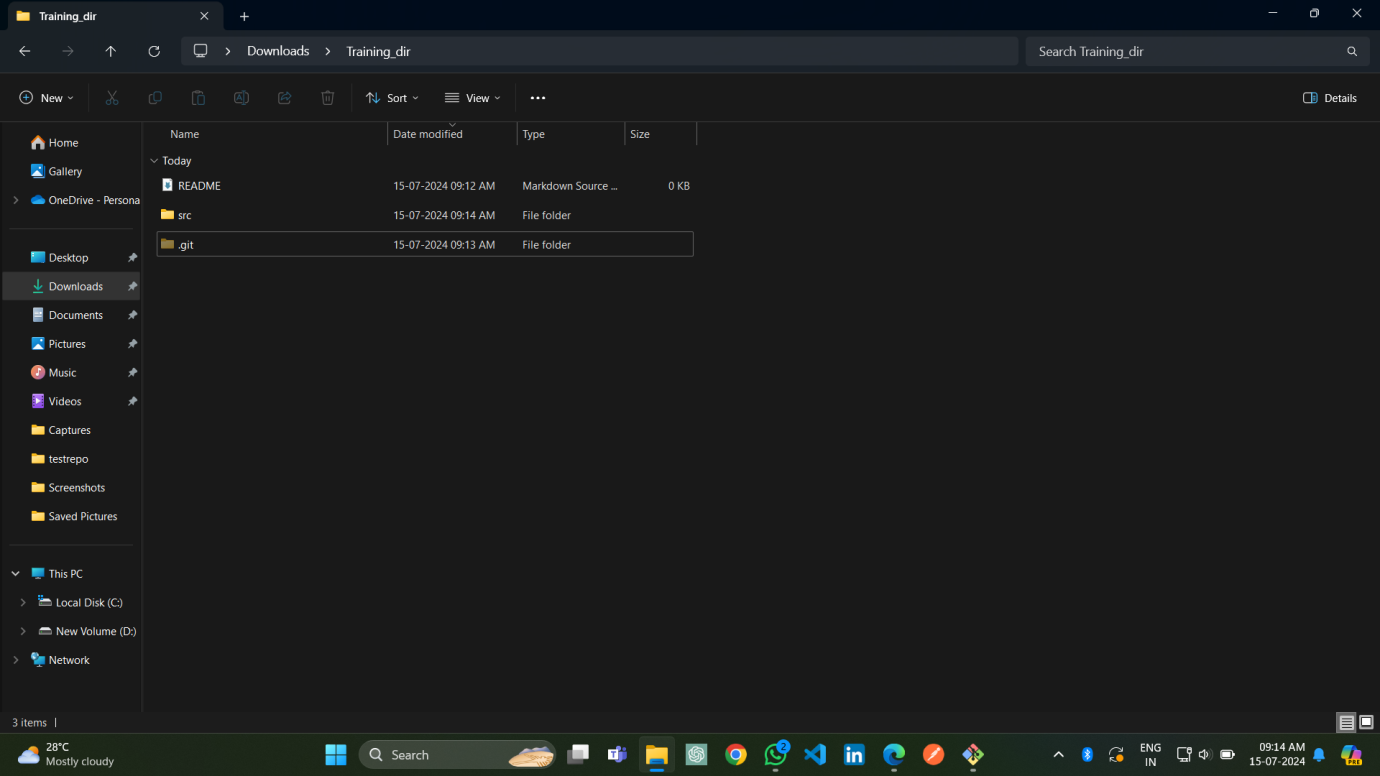 Training_dir
Downloads
Training_dir
Search Training_dir
New
Sort
View
Details
Name
Date modified
Type
Size
Today
README
15-07-2024 09:12 AM
Markdown Source ...
0 KB
src
15-07-2024 09:14 AM
File folder
.git
15-07-2024 09:13 AM
File folder
Home
Gallery
OneDrive - Persona
Desktop
Downloads
Documents
Pictures
Music
Videos
Captures
testrepo
Screenshots
Saved Pictures
This PC
Local Disk (C:)
New Volume (D:)
Network
3 items
28°C
Mostly cloudy
Search
2
ENG
IN
09:14 AM
15-07-2024
PRE